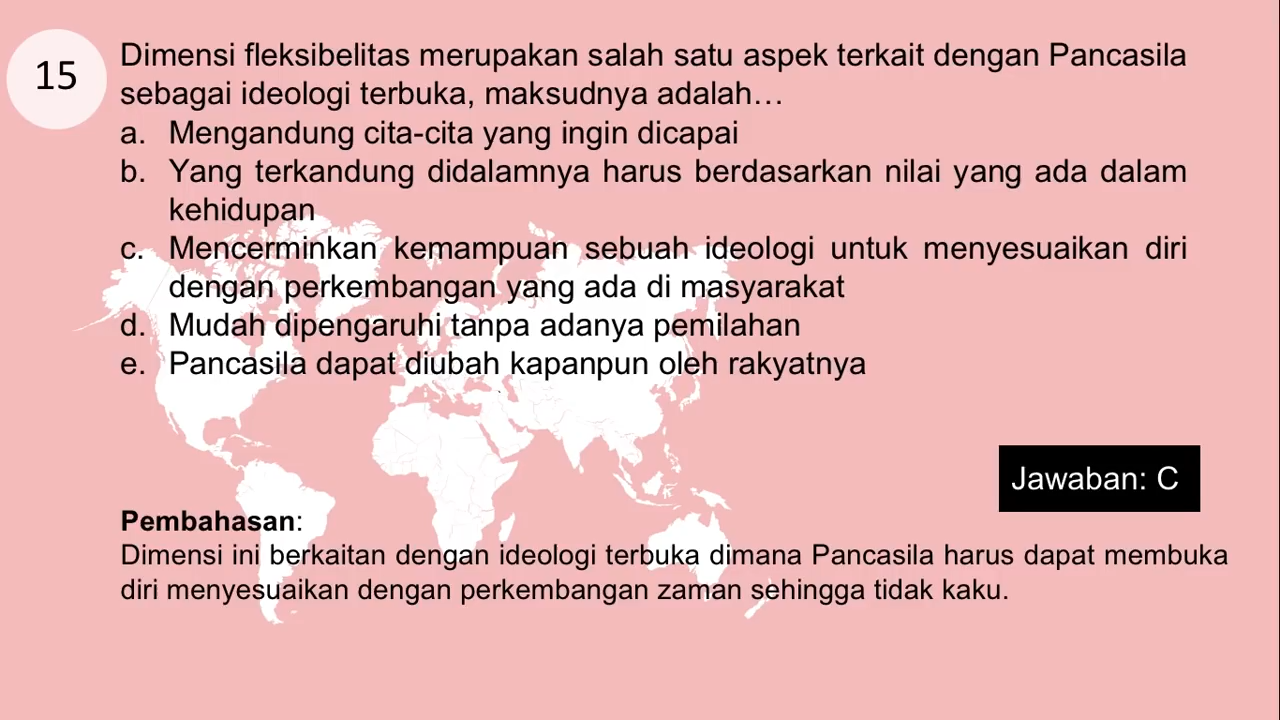 15
Dimensi fleksibelitas merupakan salah satu aspek terkait dengan Pancasila
sebagai ideologi terbuka, maksudnya adalah…
a. Mengandung cita-cita yang ingin dicapai
b. Yang terkandung didalamnya harus berdasarkan nilai yang ada dalam
kehidupan
c. Mencerminkan kemampuan sebuah ideologi untuk menyesuaikan diri
dengan perkembangan yang ada di masyarakat
d. Mudah dipengaruhi tanpa adanya pemilahan
e. Pancasila dapat diubah kapanpun oleh rakyatnya
Jawaban: C
Pembahasan:
Dimensi ini berkaitan dengan ideologi terbuka dimana Pancasila harus dapat membuka
diri menyesuaikan dengan perkembangan zaman sehingga tidak kaku.